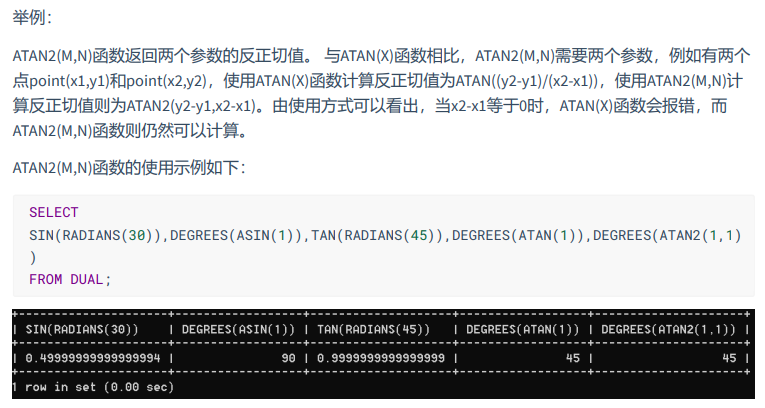 举例：
ATAN2(M,N)函数返回两个参数的反正切值。 与ATAN(X)函数相比，ATAN2(M,N)需要两个参数，例如有两个
点point(x1,y1)和point(x2,y2)，使用ATAN(X)函数计算反正切值为ATAN((y2-y1)/(x2-x1))，使用ATAN2(M,N)计
算反正切值则为ATAN2(y2-y1,x2-x1)。由使用方式可以看出，当x2-x1等于0时，ATAN(X)函数会报错，而
ATAN2(M,N)函数则仍然可以计算。
ATAN2(M,N)函数的使用示例如下：
SELECT
SIN(RADIANS(30)),DEGREES(ASIN(1)),TAN(RADIANS(45)),DEGREES(ATAN(1)),DEGREES(ATAN2(1,1)
)
FROM DUAL;
| SIN(RADIANS(30)) | DEGREES(ASIN(1)) | TAN(RADIANS(45)) | DEGREES(ATAN(1)) | DEGREES(ATAN2(1,1)) |
| 0.49999999999999994 | 90 | 0.9999999999999999 | 45 | 45 |
1 row in set (0.00 sec)